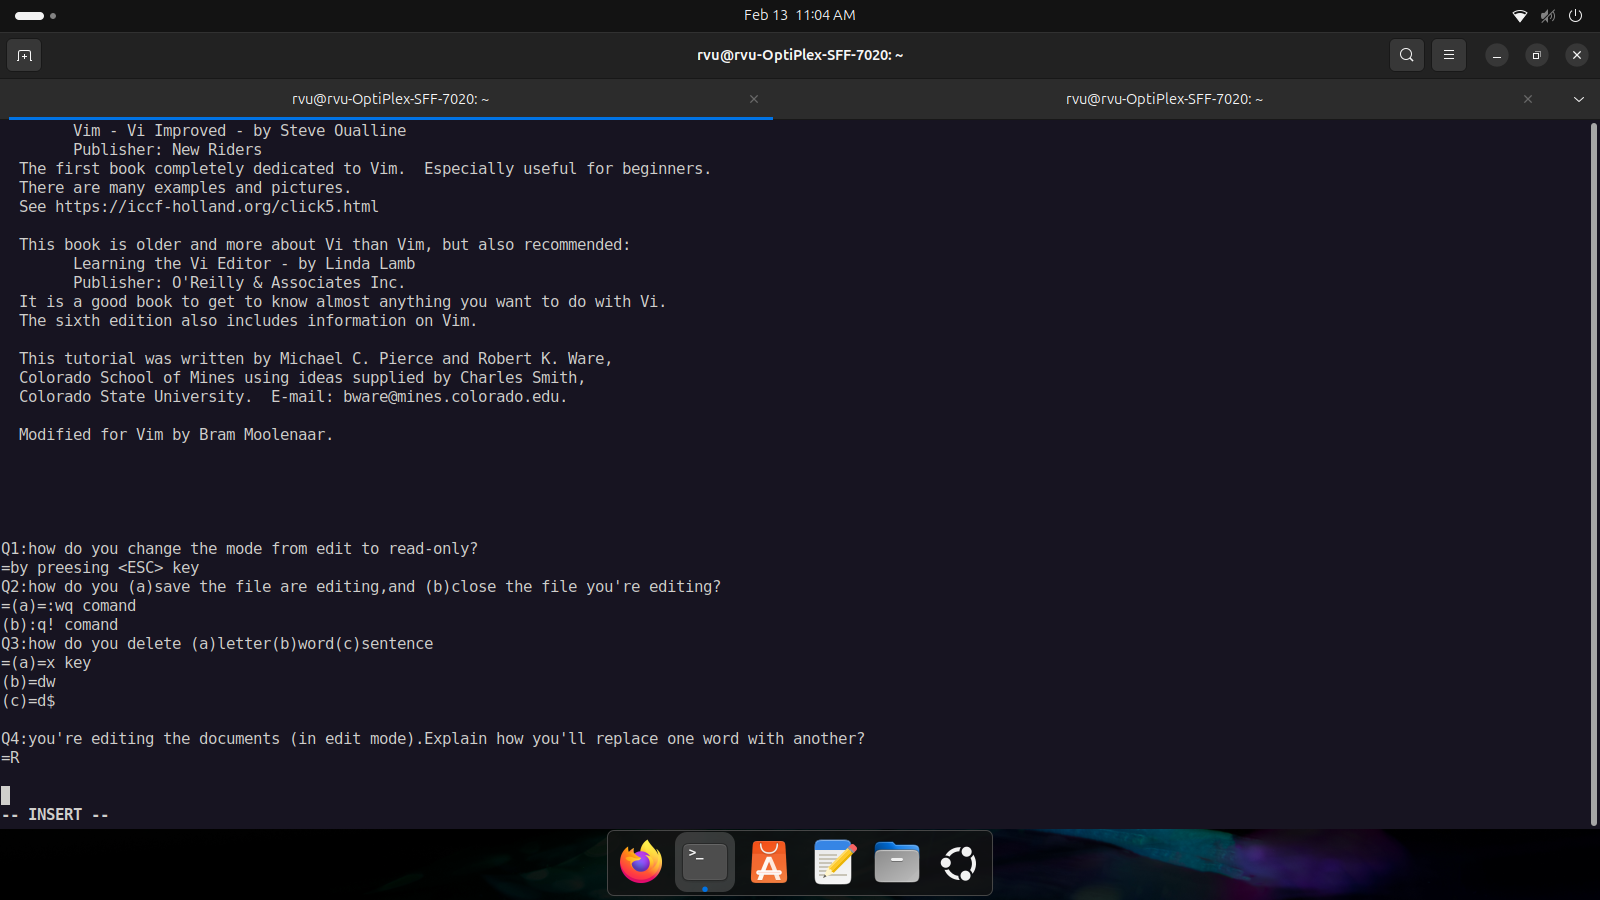 Feb 13 11:04 AM
rvu@rvu-OptiPlex-SFF-7020: ~
rvu@rvu-OptiPlex-SFF-7020: ~
rvu@rvu-OptiPlex-SFF-7020: ~
Vim - Vi Improved - by Steve Oualline
Publisher: New Riders
The first book completely dedicated to Vim.  Especially useful for beginners.
There are many examples and pictures.
See https://iccf-holland.org/click5.html
This book is older and more about Vi than Vim, but also recommended:
Learning the Vi Editor - by Linda Lamb
Publisher: O'Reilly & Associates Inc.
It is a good book to get to know almost anything you want to do with Vi.
The sixth edition also includes information on Vim.
This tutorial was written by Michael C. Pierce and Robert K. Ware,
Colorado School of Mines using ideas supplied by Charles Smith,
Colorado State University.  E-mail: bware@mines.colorado.edu.
Modified for Vim by Bram Moolenaar.
Q1:how do you change the mode from edit to read-only?
=by preesing <ESC> key
Q2:how do you (a)save the file are editing,and (b)close the file you're editing?
=(a)=:wq comand
(b):q! comand
Q3:how do you delete (a)letter(b)word(c)sentence
=(a)=x key
(b)=dw
(c)=d$
Q4:you're editing the documents (in edit mode).Explain how you'll replace one word with another?
=R
-- INSERT --
>_